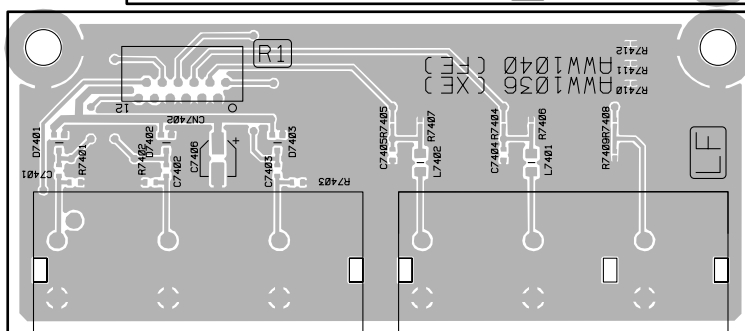 R1
AWW1040 (FE)
AWW1036 (XE)
R7412
R7411
R7410
12
CN7402
D7401
R7401
C7401
R7402
D7402
C7402
C7406
+
D7403
C7403
R7403
C7405
R7405
R7407
L7402
C7404
R7404
R7406
L7401
R7409
R7408
LF